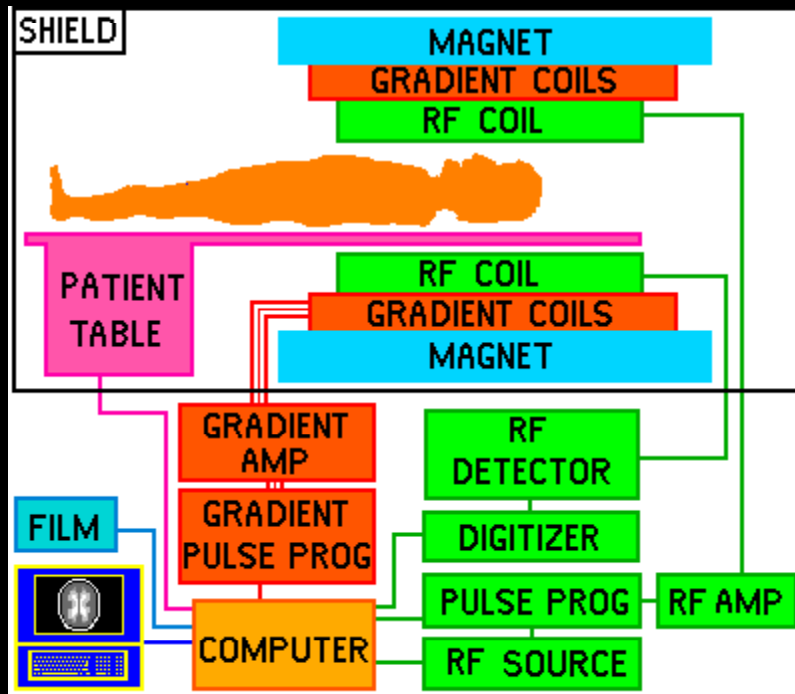 SHIELD
MAGNET
GRADIENT COILS
RF COIL
RF COIL
GRADIENT COILS
MAGNET
PATIENT
TABLE
GRADIENT
AMP
RF
DETECTOR
FILM
GRADIENT
PULSE PROG
DIGITIZER
PULSE PROG
RF AMP
COMPUTER
RF SOURCE